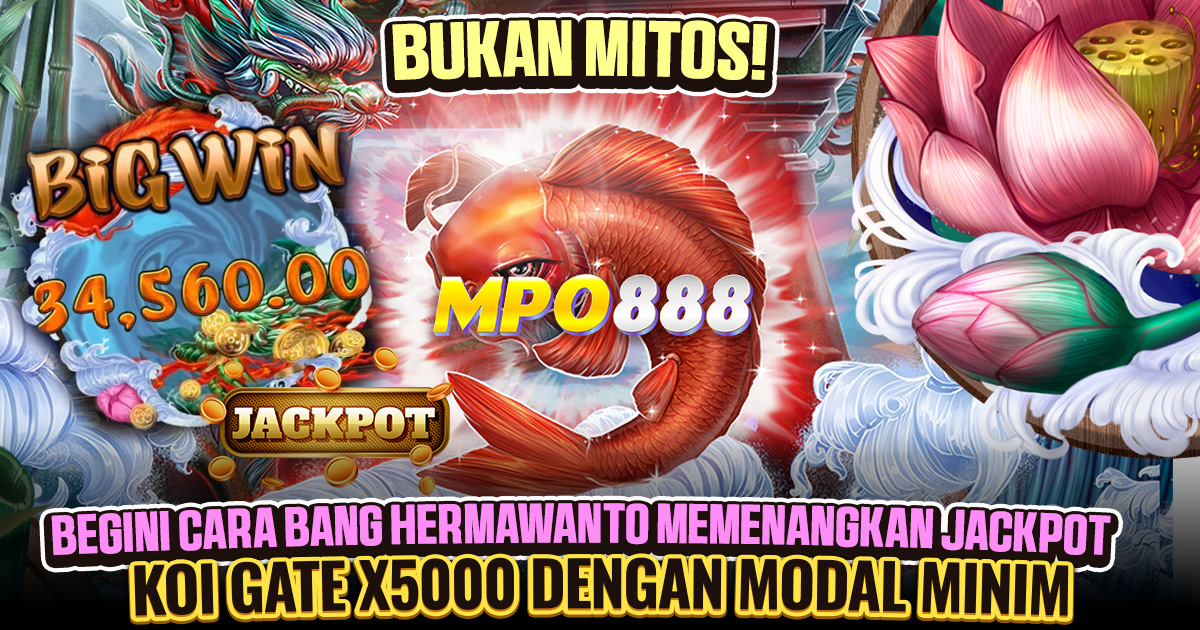 BUKAN MITOS!
BiG WiN
34,560.00
MPO888
JACKPOT
BEGINI CARA BANG HERMAWANTO MEMENANGKAN JACKPOT
KOI GATE X5000 DENGAN MODAL MINIM